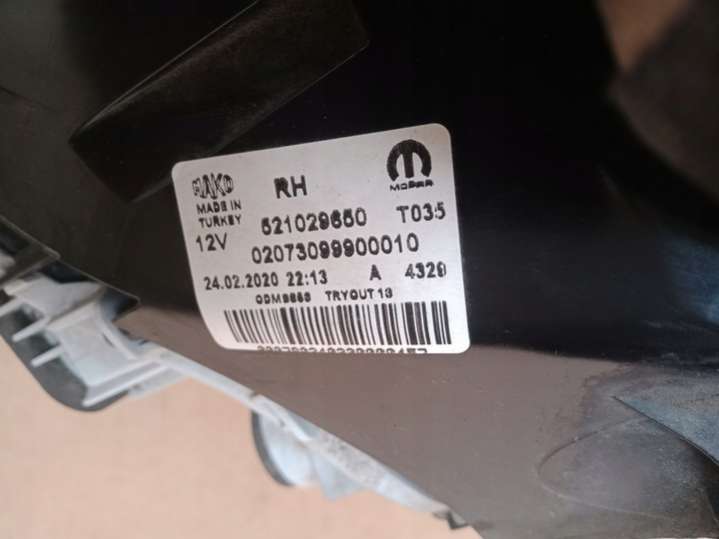 MAKO
RH
MOPAR
MADE IN
TURKEY
521029650 T035
12V
02073099900010
24.02.2020 22:13 A 4329
TRYOUT 13